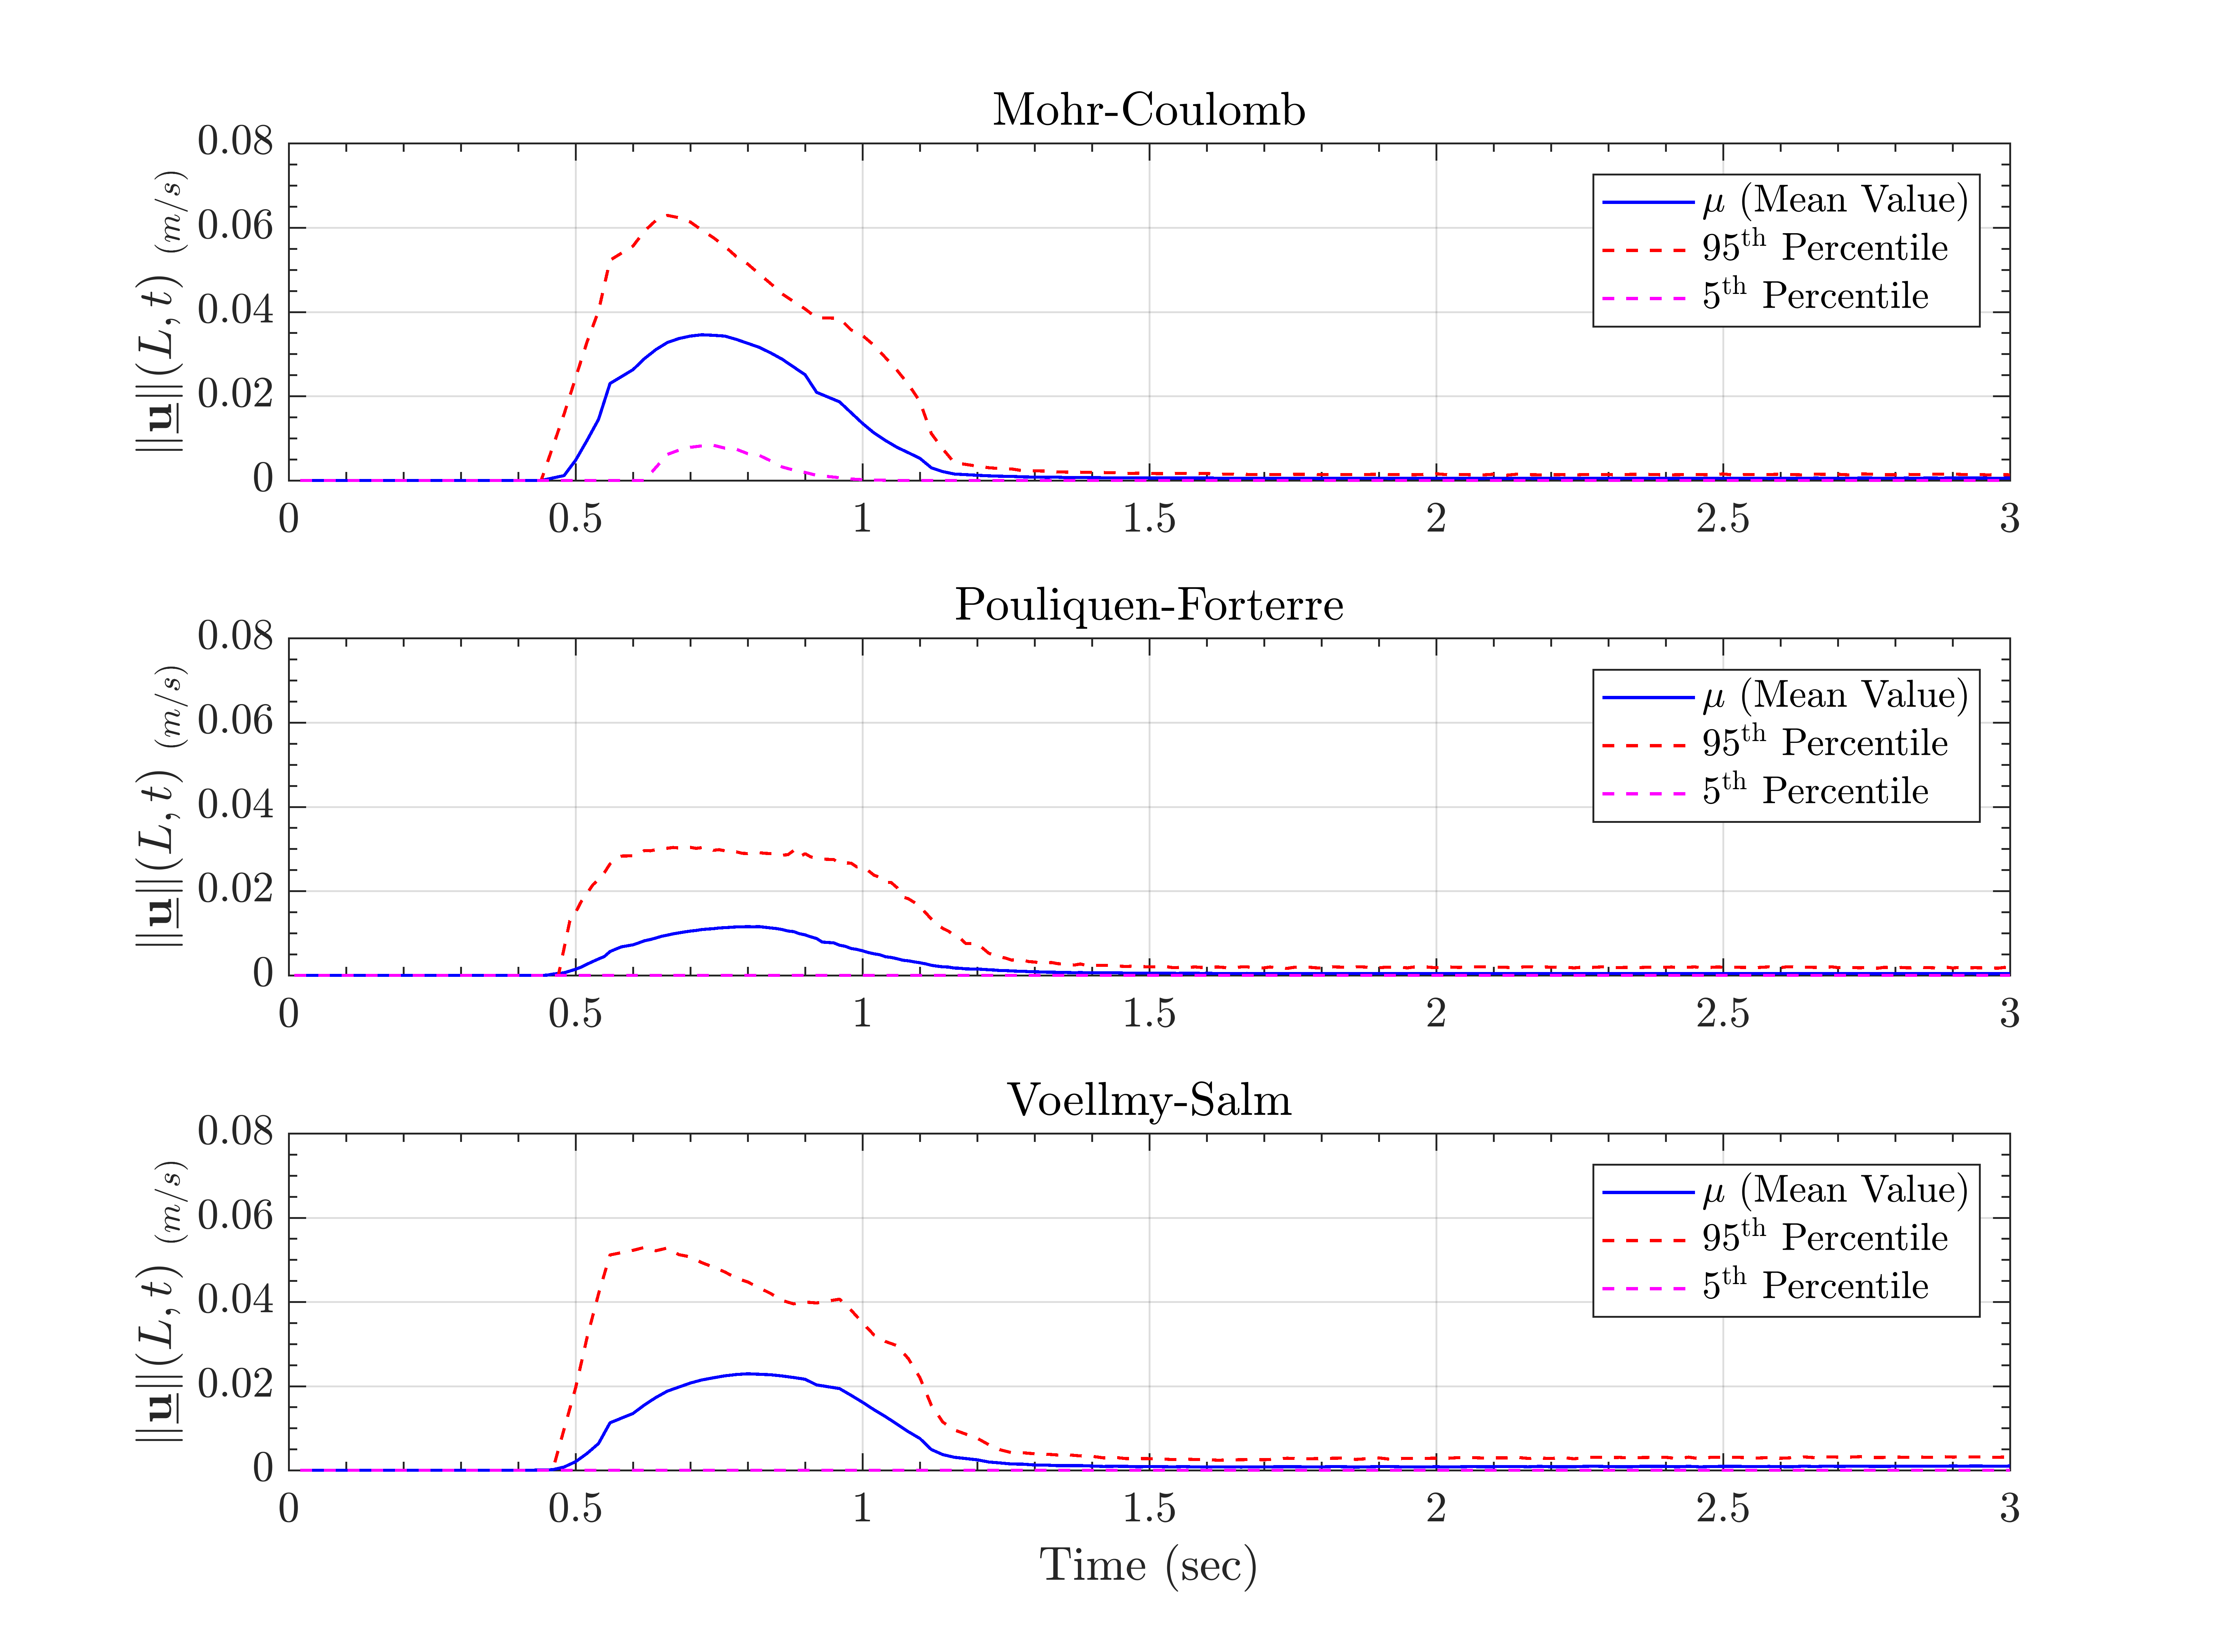 Mohr-Coulomb
||u||(L, t) (m/s)
0.08
0.06
0.04
0.02
0
0 0.5 1 1.5 2 2.5 3
μ (Mean Value)
95th Percentile
5th Percentile
Pouliquen-Forterre
||u||(L, t) (m/s)
0.08
0.06
0.04
0.02
0
0 0.5 1 1.5 2 2.5 3
μ (Mean Value)
95th Percentile
5th Percentile
Voellmy-Salm
||u||(L, t) (m/s)
0.08
0.06
0.04
0.02
0
0 0.5 1 1.5 2 2.5 3
μ (Mean Value)
95th Percentile
5th Percentile
Time (sec)